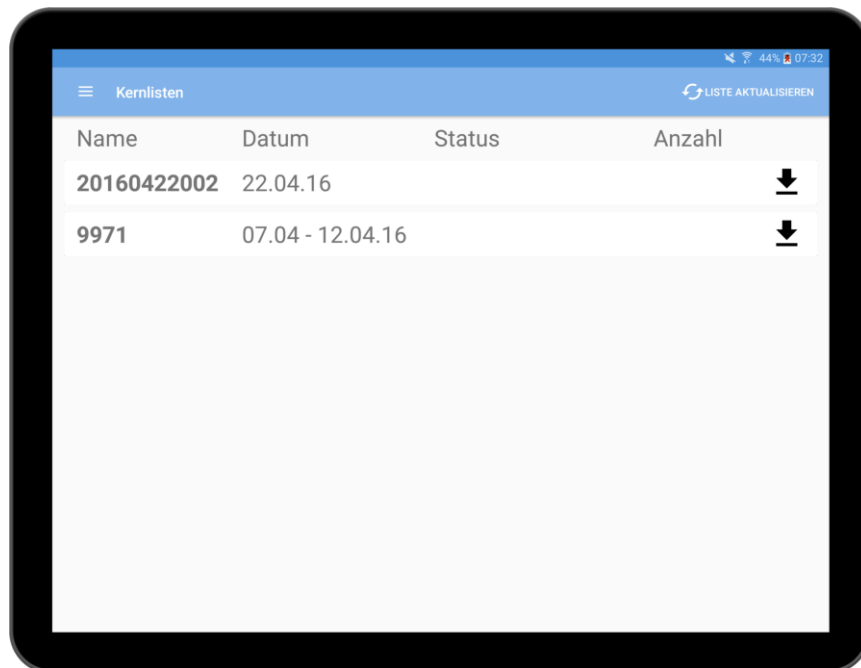 44% 07:32
Kernlisten LISTE AKTUALISIEREN
Name Datum Status Anzahl
20160422002 22.04.16
9971 07.04 - 12.04.16